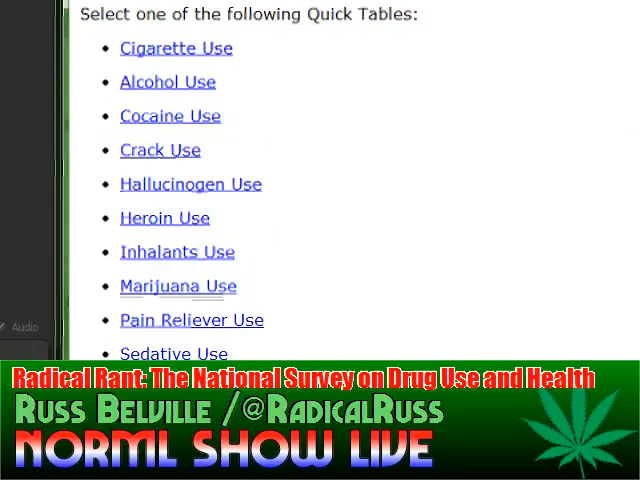 Select one of the following Quick Tables:
Cigarette Use
Alcohol Use
Cocaine Use
Crack Use
Hallucinogen Use
Heroin Use
Inhalants Use
Marijuana Use
Pain Reliever Use
Audio
Sedative Use
Radical Rant: The National Survey on Drug Use and Health
Russ Belville /@RadicalRuss
NORML SHOW LIVE